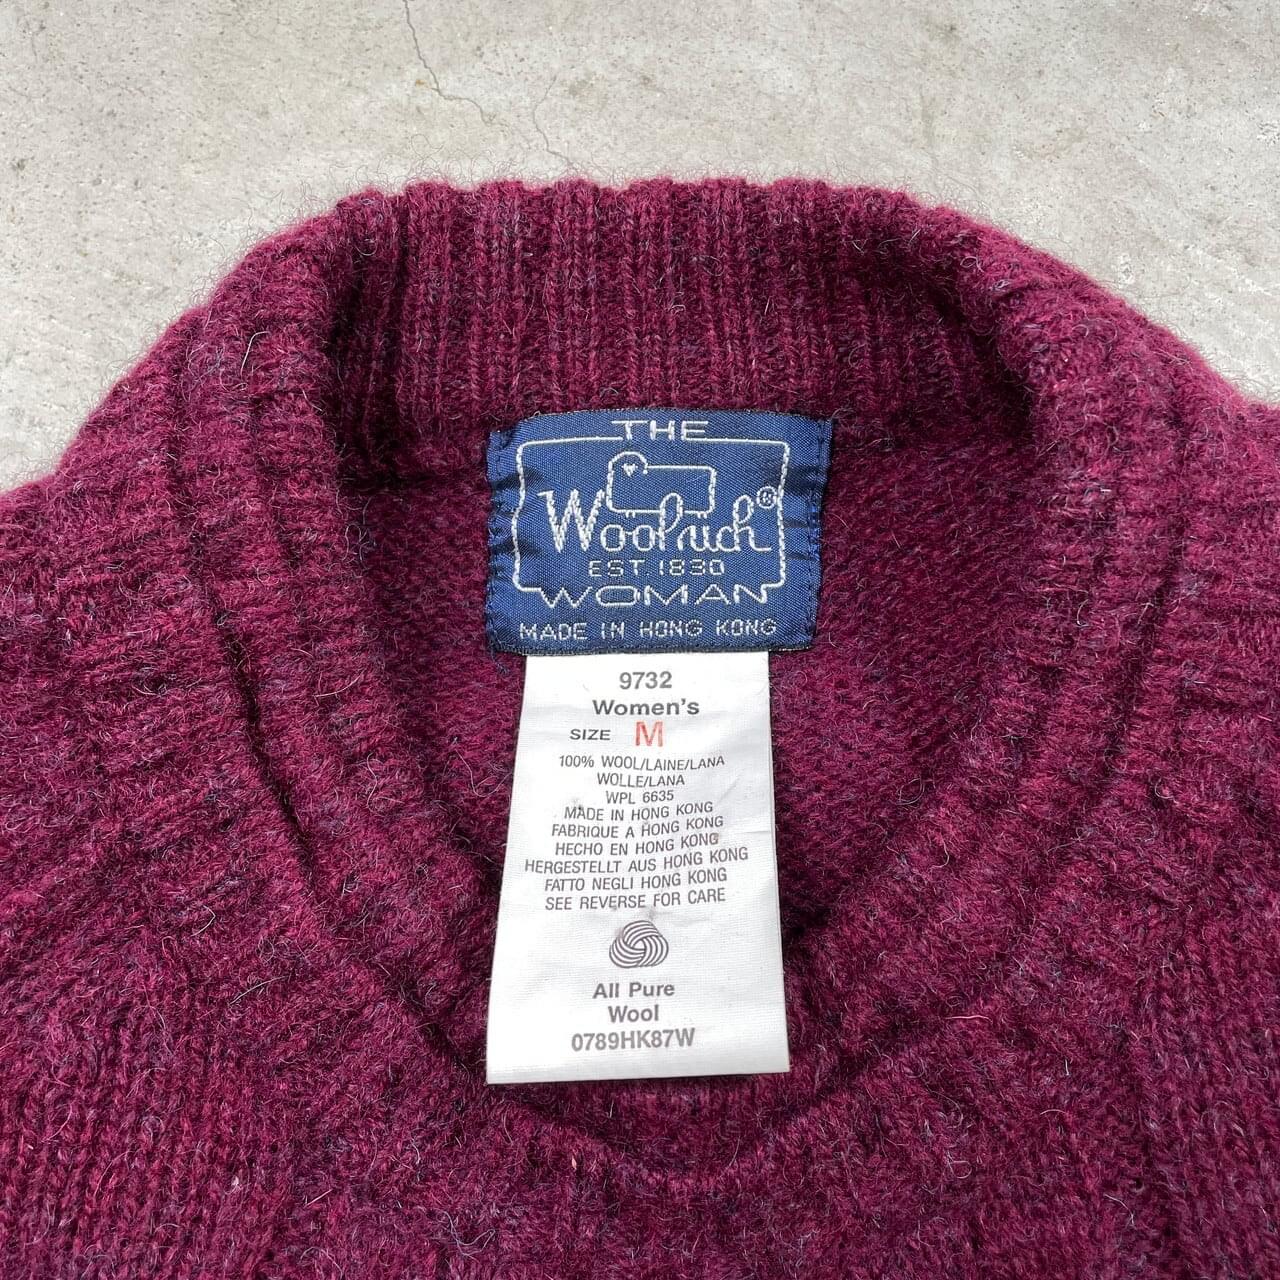 THE
Woolrich®
EST 1830
WOMAN
MADE IN HONG KONG
9732
Women's
SIZE M
100% WOOL/LAINE/LANA
WOLLE/LANA
WPL 6635
MADE IN HONG KONG
FABRIQUE A HONG KONG
HECHO EN HONG KONG
HERGESTELLT AUS HONG KONG
FATTO NEGLI HONG KONG
SEE REVERSE FOR CARE
All Pure
Wool
0789HK87W